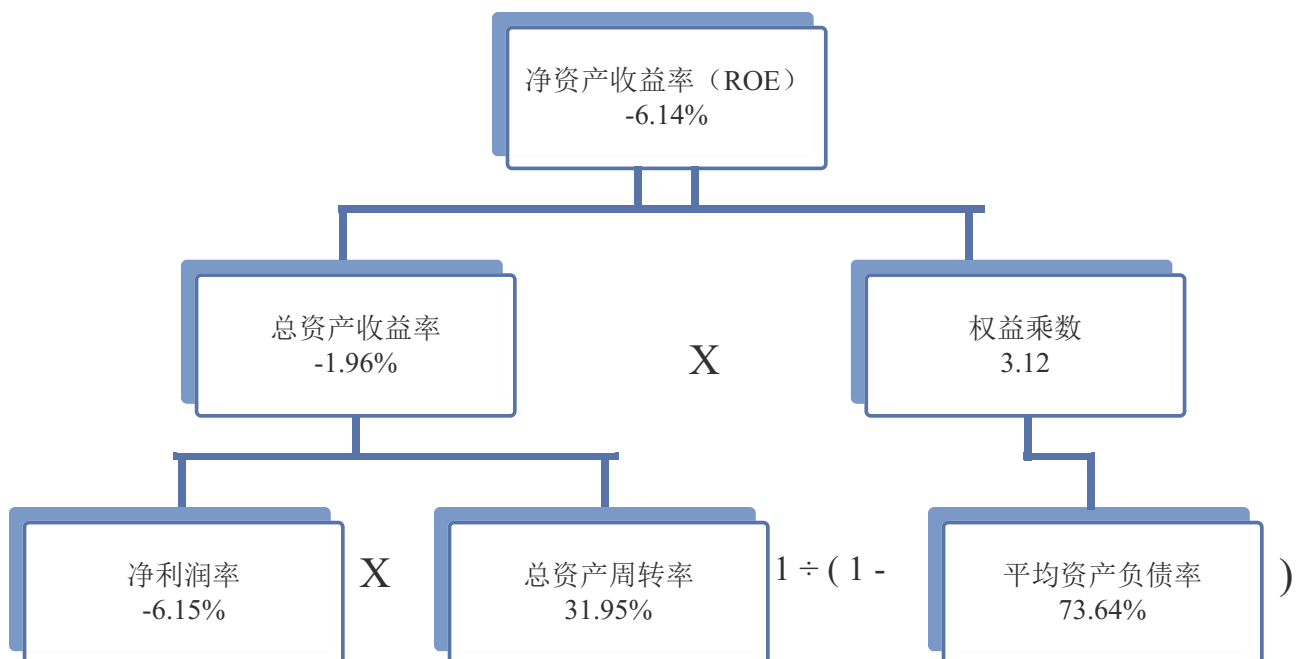 净资产收益率（ROE）
-6.14%
总资产收益率
-1.96%
X
权益乘数
3.12
净利润率
-6.15%
X
总资产周转率
31.95%
1 ÷ ( 1 -
平均资产负债率
73.64%
)